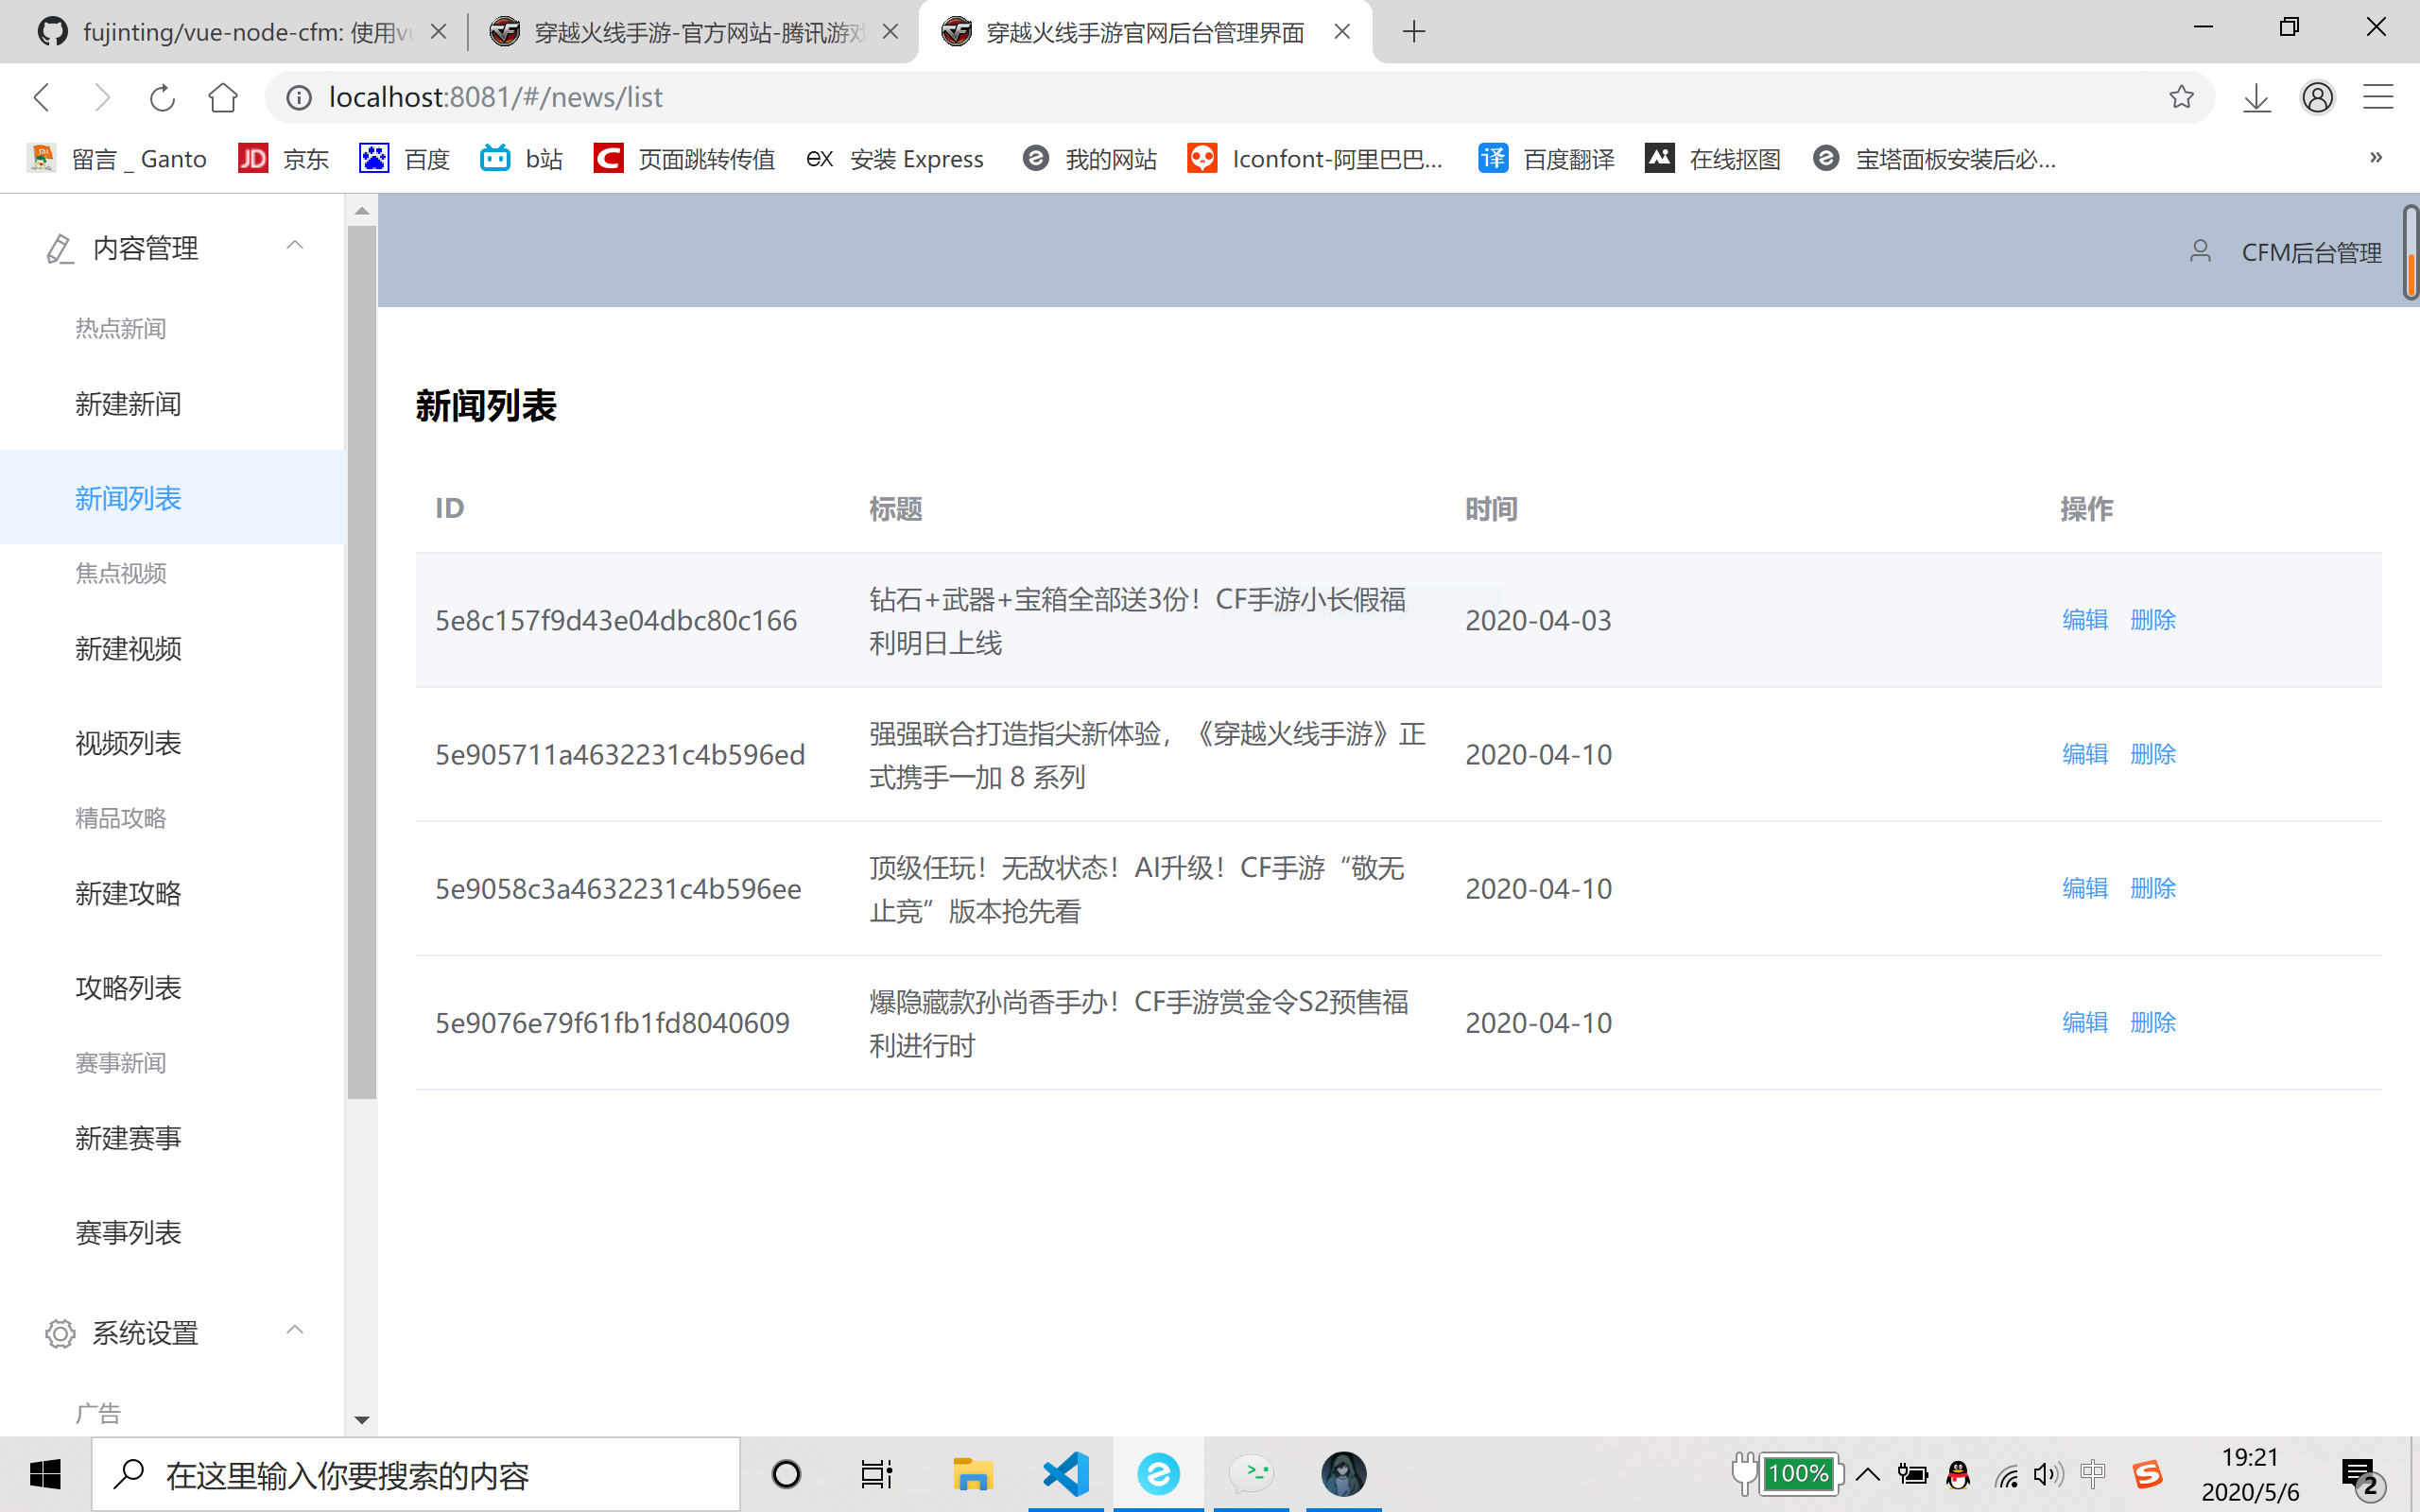 fujinting/vue-node-cfm: 使用vu
穿越火线手游-官方网站-腾讯游戏
穿越火线手游官网后台管理界面
localhost:8081/#/news/list
留言 _ Ganto
京东
百度
b站
页面跳转传值
安装 Express
我的网站
Iconfont-阿里巴巴...
百度翻译
在线抠图
宝塔面板安装后必...
»
内容管理
CFM后台管理
热点新闻
新建新闻
新闻列表
焦点视频
新建视频
视频列表
精品攻略
新建攻略
攻略列表
赛事新闻
新建赛事
赛事列表
系统设置
广告
新闻列表
ID 标题 时间 操作
5e8c157f9d43e04dbc80c166
钻石+武器+宝箱全部送3份！CF手游小长假福
利明日上线
2020-04-03
编辑 删除
5e905711a4632231c4b596ed
强强联合打造指尖新体验，《穿越火线手游》正
式携手一加 8 系列
2020-04-10
编辑 删除
5e9058c3a4632231c4b596ee
顶级任玩！无敌状态！AI升级！CF手游“敬无
止竞”版本抢先看
2020-04-10
编辑 删除
5e9076e79f61fb1fd8040609
爆隐藏款孙尚香手办！CF手游赏金令S2预售福
利进行时
2020-04-10
编辑 删除
在这里输入你要搜索的内容
100%
中
19:21
2020/5/6
2